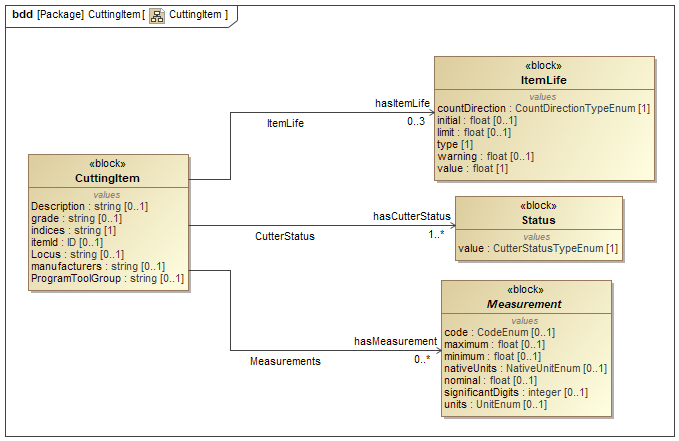 bdd [Package] CuttingItem [ CuttingItem ]
«block»
ItemLife
values
countDirection : CountDirectionTypeEnum [1]
initial : float [0..1]
limit : float [0..1]
type [1]
warning : float [0..1]
value : float [1]
hasItemLife
0..3
ItemLife
«block»
CuttingItem
values
Description : string [0..1]
grade : string [0..1]
indices : string [1]
itemId : ID [0..1]
Locus : string [0..1]
manufacturers : string [0..1]
ProgramToolGroup : string [0..1]
hasCutterStatus
1..*
CutterStatus
«block»
Status
values
value : CutterStatusTypeEnum [1]
hasMeasurement
0..*
Measurements
«block»
Measurement
values
code : CodeEnum [0..1]
maximum : float [0..1]
minimum : float [0..1]
nativeUnits : NativeUnitEnum [0..1]
nominal : float [0..1]
significantDigits : integer [0..1]
units : UnitEnum [0..1]